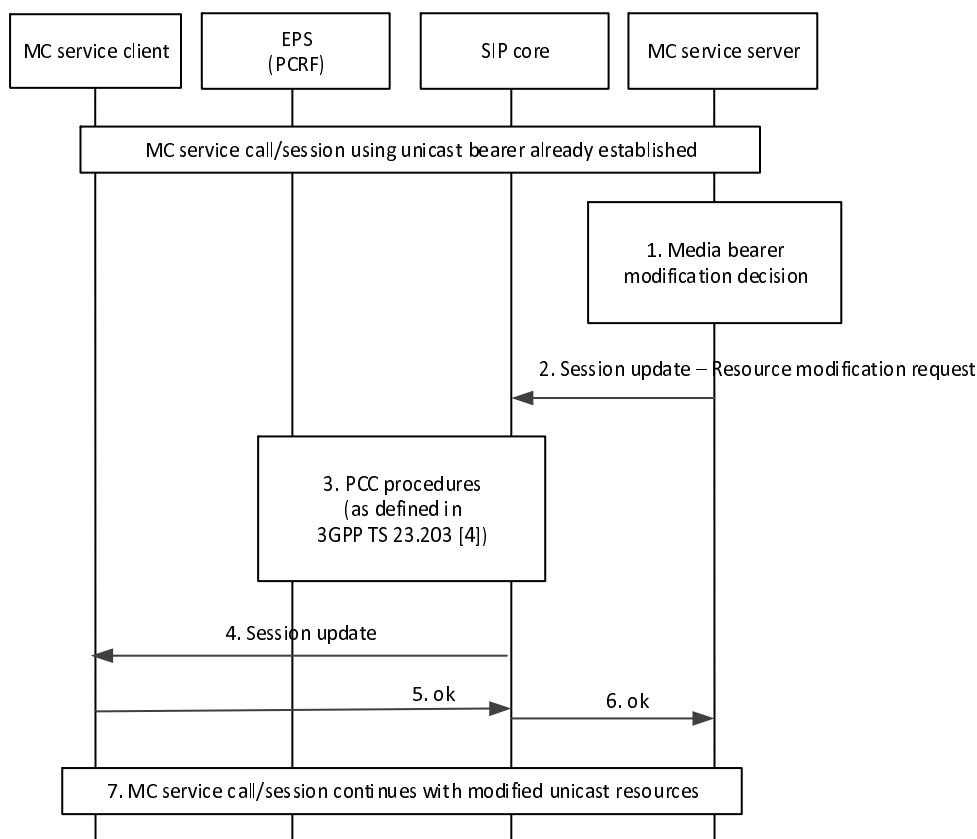 MC service client
EPS
(PCRF)
SIP core
MC service server
MC service call/session using unicast bearer already established
1. Media bearer
modification decision
2. Session update – Resource modification request
3. PCC procedures
(as defined in
3GPP TS 23.203 [4])
4. Session update
5. ok
6. ok
7. MC service call/session continues with modified unicast resources